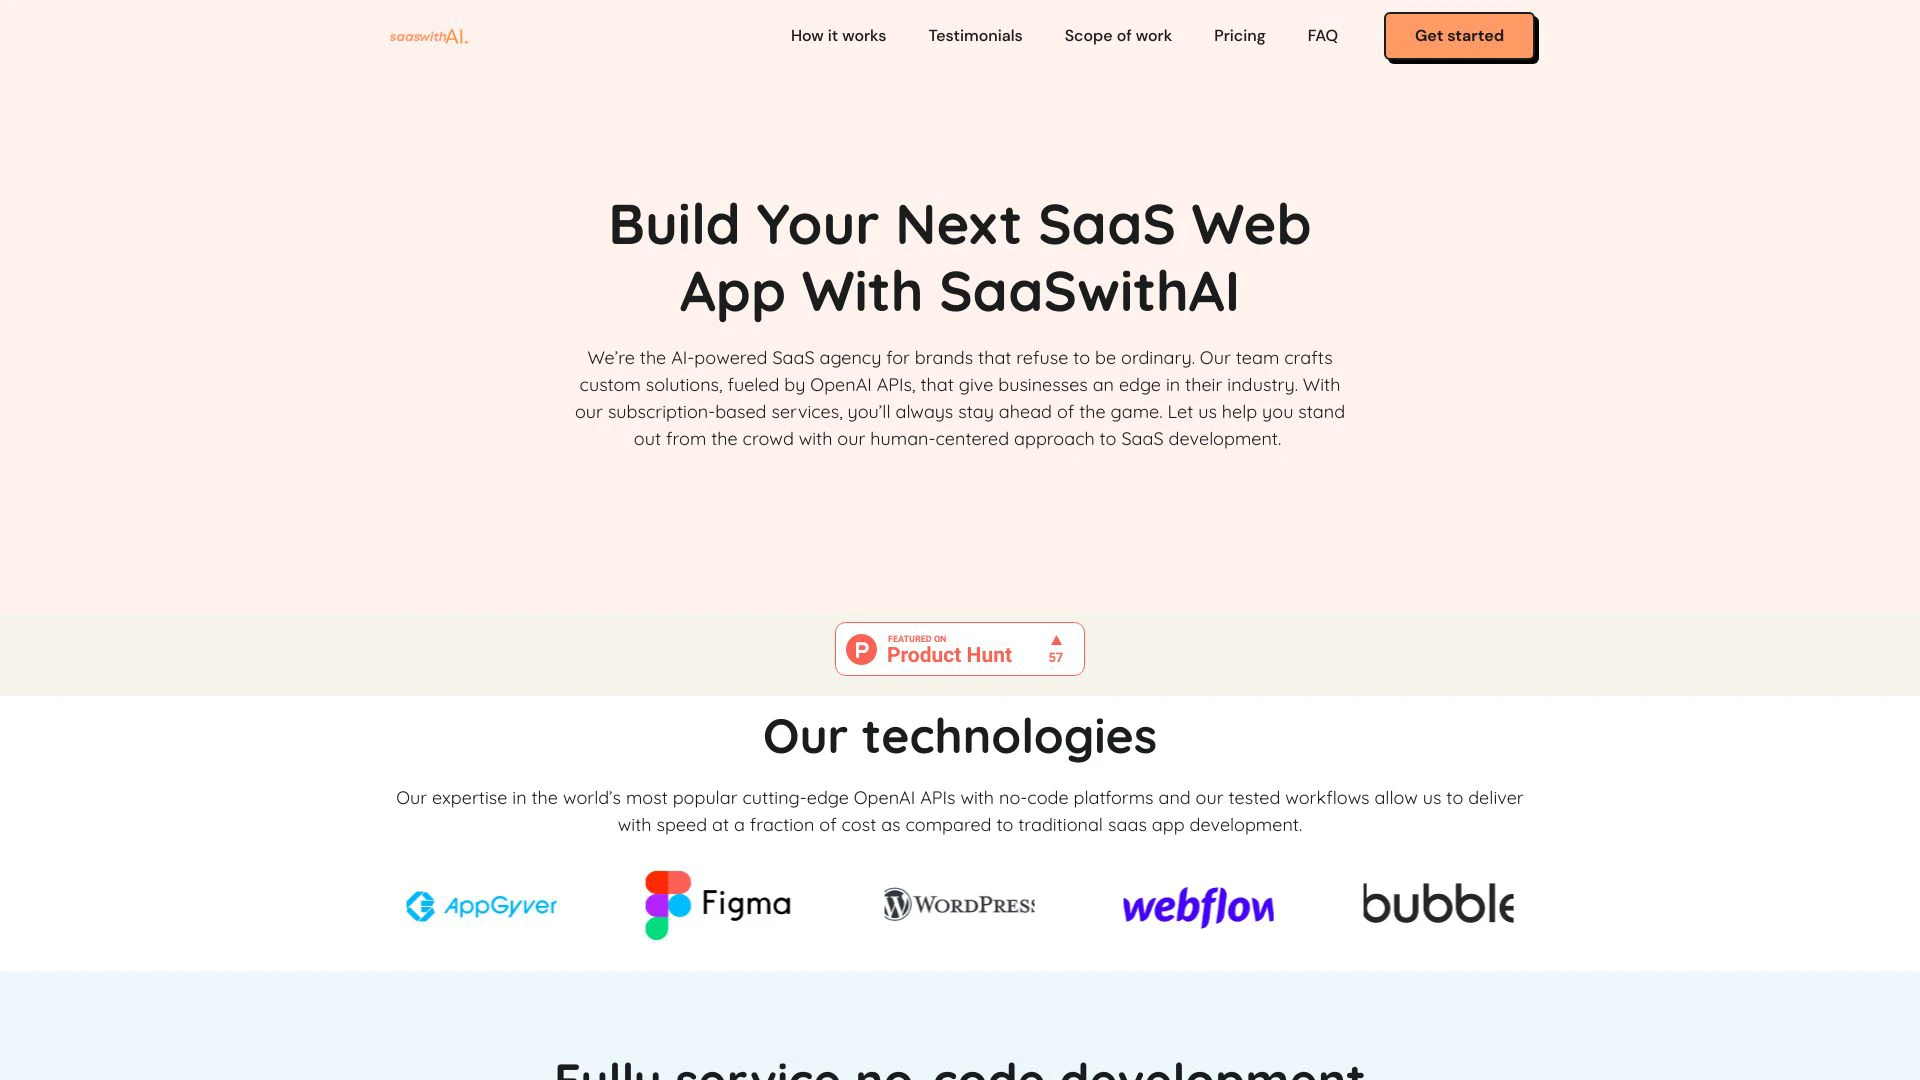 saaswithAI.
How it works
Testimonials
Scope of work
Pricing
FAQ
Get started
Build Your Next SaaS Web
App With SaaSwithAI
We’re the AI-powered SaaS agency for brands that refuse to be ordinary. Our team crafts
custom solutions, fueled by OpenAI APIs, that give businesses an edge in their industry. With
our subscription-based services, you’ll always stay ahead of the game. Let us help you stand
out from the crowd with our human-centered approach to SaaS development.
FEATURED ON
Product Hunt
57
Our technologies
Our expertise in the world’s most popular cutting-edge OpenAI APIs with no-code platforms and our tested workflows allow us to deliver
with speed at a fraction of cost as compared to traditional saas app development.
AppGyver
Figma
WORDPRESS
webflow
bubble
Fully service no-code development